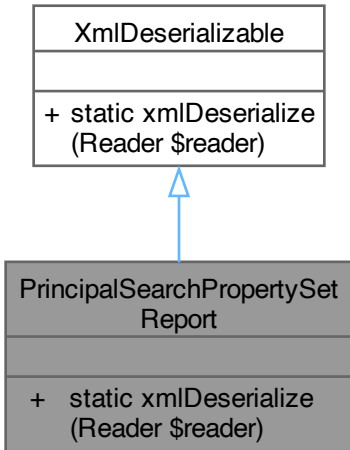 XmlDeserializable
+ static xmlDeserialize
(Reader $reader)
PrincipalSearchPropertySet
Report
+ static xmlDeserialize
(Reader $reader)